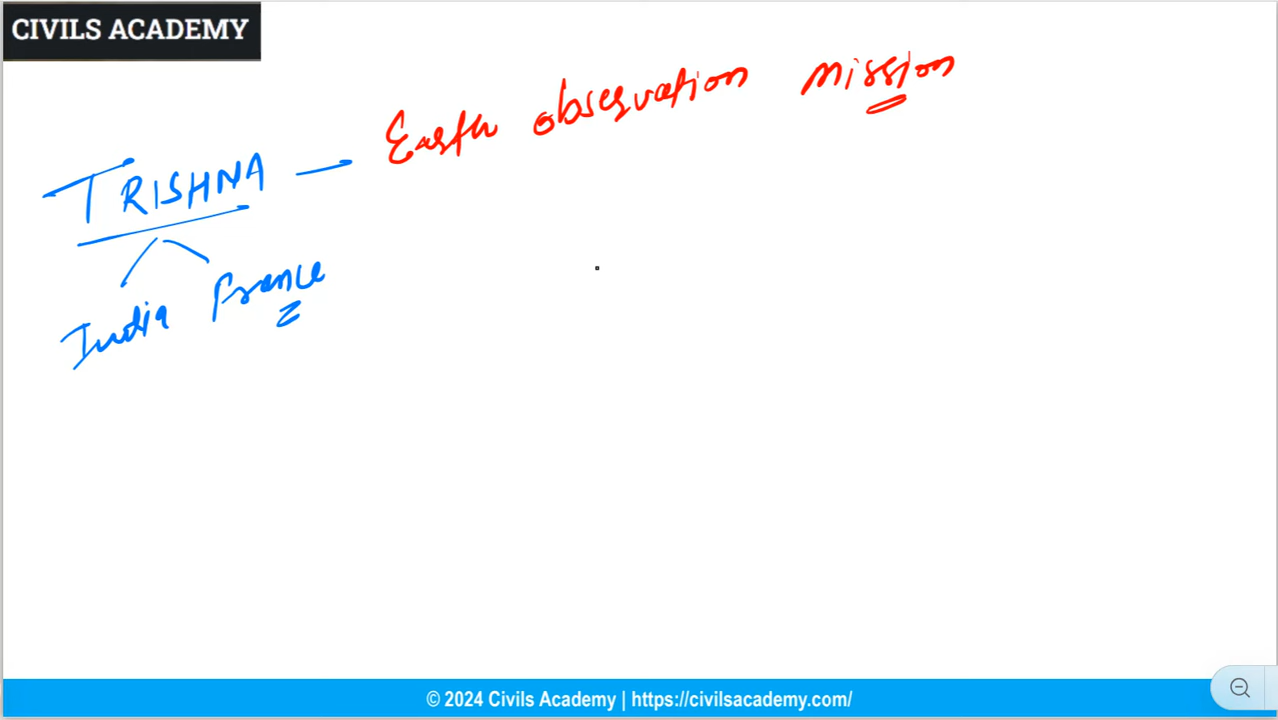 CIVILS ACADEMY
TRISHNA — Earth observation Mission
India France
© 2024 Civils Academy | https://civilsacademy.com/